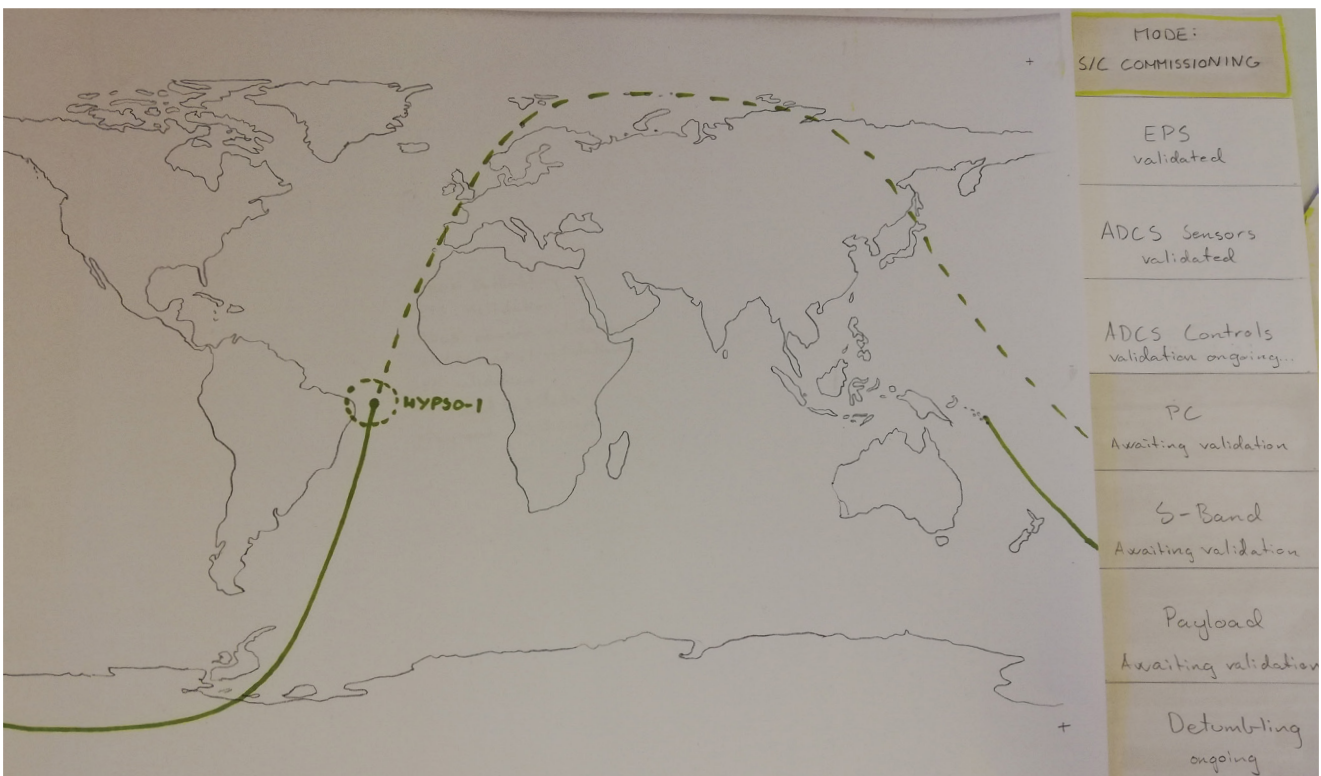 MODE:
S/C COMMISSIONING
EPS
validated
ADCS Sensors
validated
ADCS Controls
validation ongoing...
PC
Awaiting validation
S-Band
Awaiting validation
Payload
Awaiting validation
Detumbling
ongoing
HYPSO-1